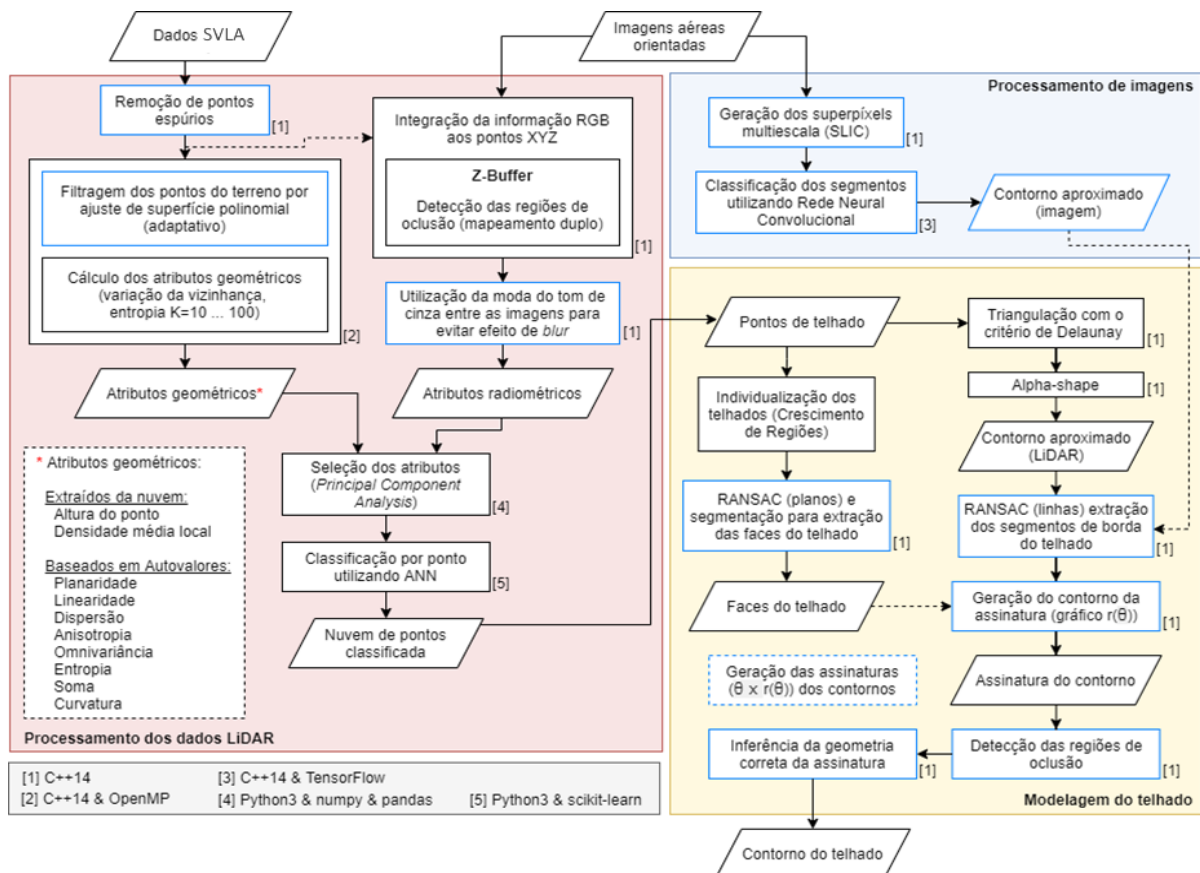 Dados SVLA
Imagens aéreas
orientadas
Remoção de pontos
espúrios
[1]
Filtragem dos pontos do terreno por
ajuste de superfície polinomial
(adaptativo)
Cálculo dos atributos geométricos
(variação da vizinhança,
entropia K=10 ... 100)
[2]
Atributos geométricos*
Integração da informação RGB
aos pontos XYZ
Z-Buffer
Detecção das regiões de
oclusão (mapeamento duplo)
[1]
Utilização da moda do tom de
cinza entre as imagens para
evitar efeito de blur
[1]
Atributos radiométricos
Seleção dos atributos
(Principal Component
Analysis)
[4]
Classificação por ponto
utilizando ANN
[5]
Nuvem de pontos
classificada
* Atributos geométricos:
Extraídos da nuvem:
Altura do ponto
Densidade média local
Baseados em Autovalores:
Planaridade
Linearidade
Dispersão
Anisotropia
Omnivariância
Entropia
Soma
Curvatura
Processamento dos dados LiDAR
Processamento de imagens
Geração dos superpíxels
multiescala (SLIC)
[1]
Classificação dos segmentos
utilizando Rede Neural
Convolucional
[3]
Contorno aproximado
(imagem)
Pontos de telhado
Triangulação com o
critério de Delaunay
[1]
Alpha-shape
[1]
Contorno aproximado
(LiDAR)
Individualização dos
telhados (Crescimento
de Regiões)
RANSAC (planos) e
segmentação para extração
das faces do telhado
[1]
RANSAC (linhas) extração
dos segmentos de borda
do telhado
[1]
Faces do telhado
Geração do contorno da
assinatura (gráfico r(θ))
[1]
Geração das assinaturas
(θ x r(θ)) dos contornos
Assinatura do contorno
Inferência da geometria
correta da assinatura
[1]
Detecção das regiões de
oclusão
[1]
Modelagem do telhado
Contorno do telhado
[1] C++14
[3] C++14 & TensorFlow
[2] C++14 & OpenMP
[4] Python3 & numpy & pandas
[5] Python3 & scikit-learn